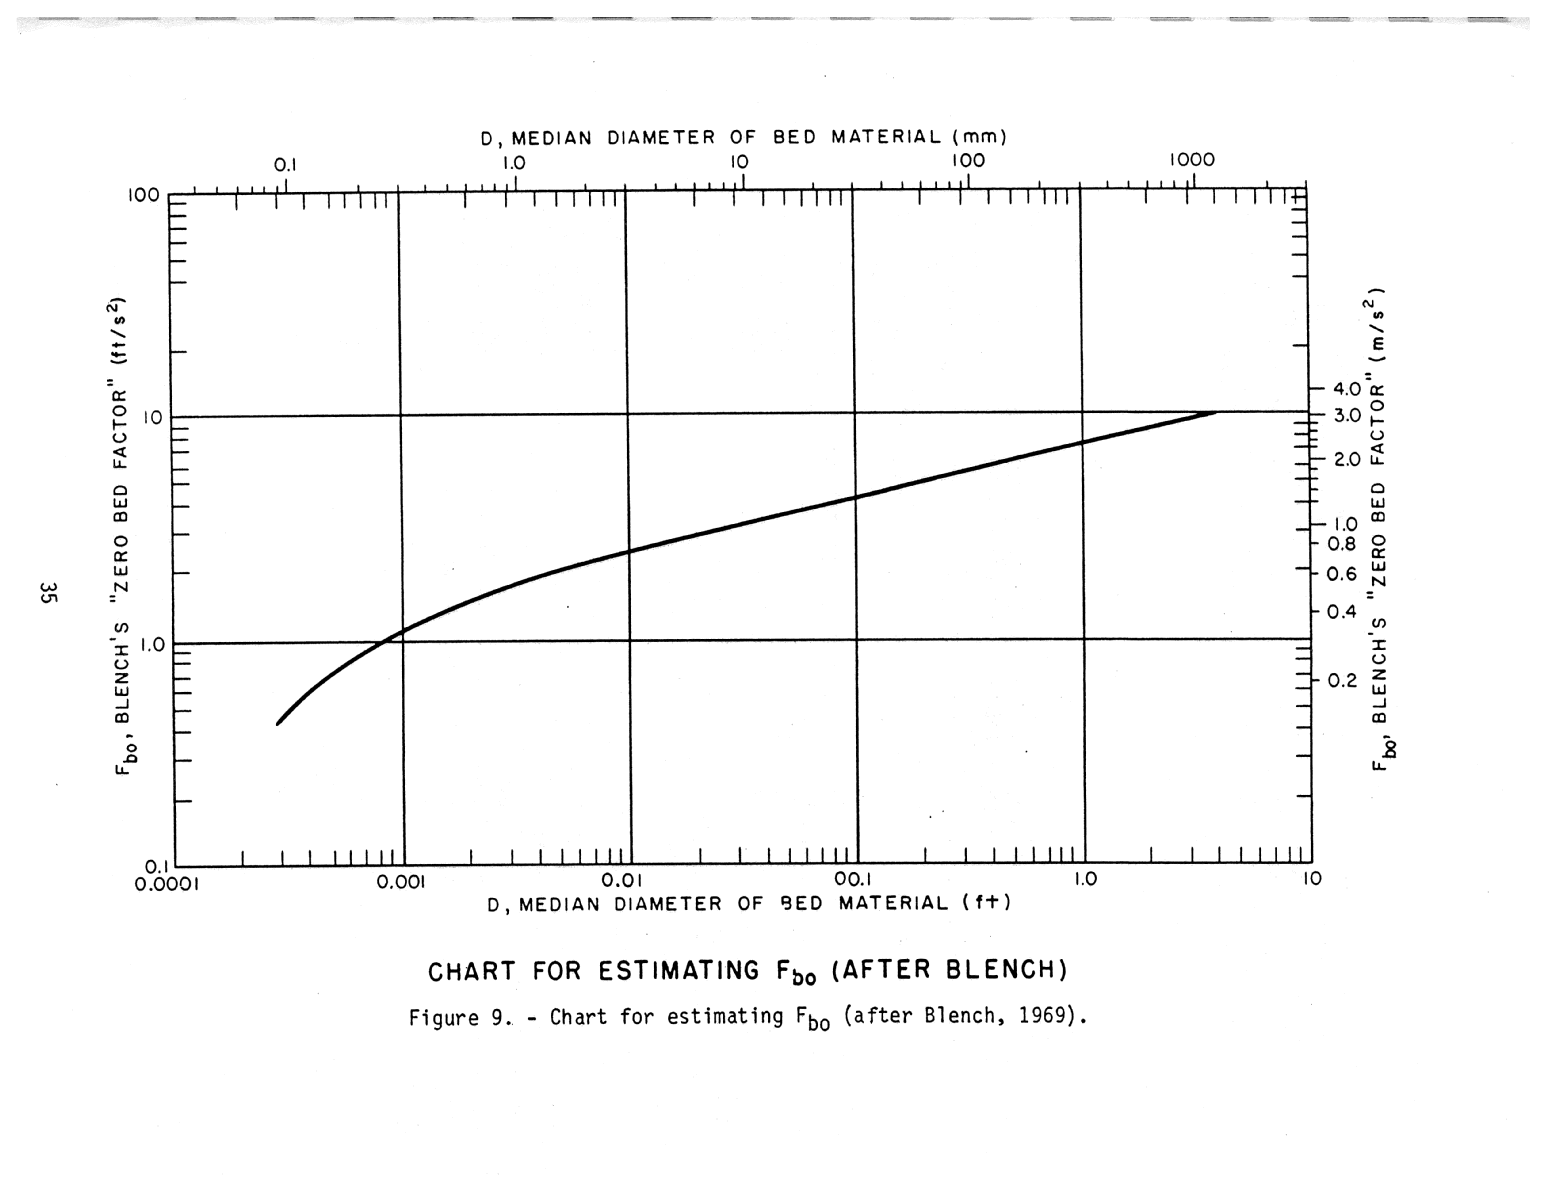 D, MEDIAN DIAMETER OF BED MATERIAL (mm)
0.1 1.0 10 100 1000
100
10
1.0
0.1
F_bo, BLENCH'S "ZERO BED FACTOR" (ft/s²)
4.0
3.0
2.0
1.0
0.8
0.6
0.4
0.2
F_bo, BLENCH'S "ZERO BED FACTOR" (m/s²)
35
0.0001 0.001 0.01 00.1 1.0 10
D, MEDIAN DIAMETER OF BED MATERIAL (ft)
CHART FOR ESTIMATING F_bo (AFTER BLENCH)
Figure 9. - Chart for estimating F_bo (after Blench, 1969).